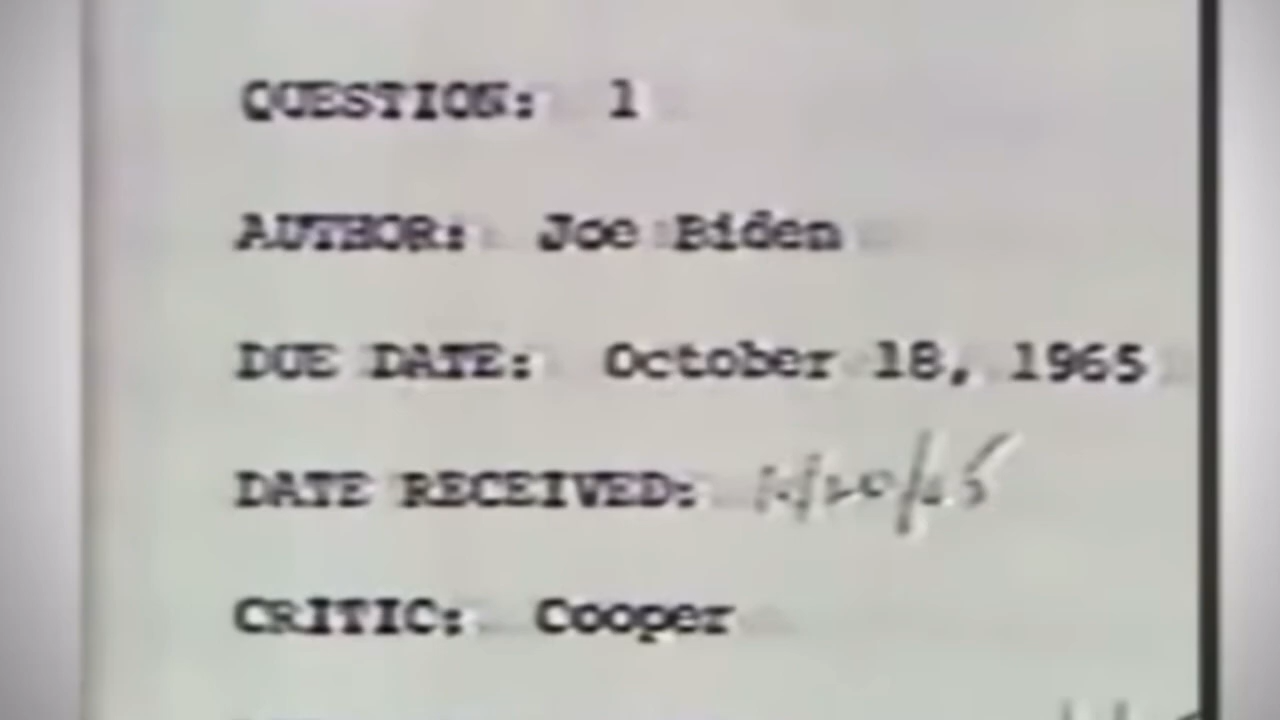 QUESTION: 1
AUTHOR: Joe Biden
DUE DATE: October 18, 1965
DATE RECEIVED:
CRITIC: Cooper